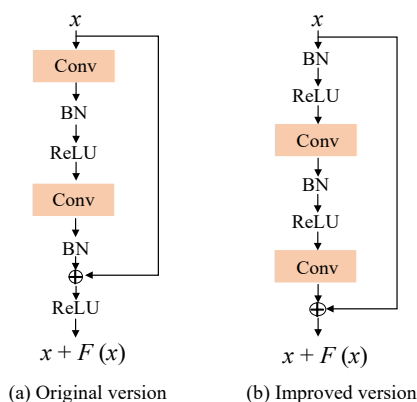 x
Conv
BN
ReLU
Conv
BN
ReLU
x + F (x)
(a) Original version
x
BN
ReLU
Conv
BN
ReLU
Conv
x + F (x)
(b) Improved version